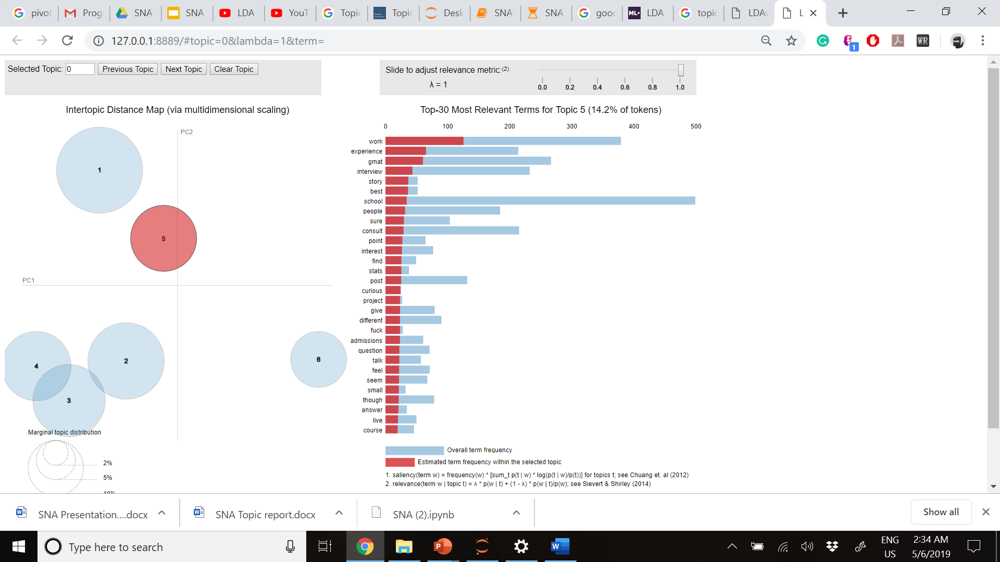 pivot
Prog
SNA
SNA
LDA
YouT
Topic
Topic
Desk
SNA
SNA
good
ML
LDA
topic
LDAv
L
127.0.0.1:8889/#topic=0&lambda=1&term=
1
WR
Selected Topic: 0 Previous Topic Next Topic Clear Topic
Slide to adjust relevance metric:(2)
λ = 1
0.0 0.2 0.4 0.6 0.8 1.0
Intertopic Distance Map (via multidimensional scaling)
PC2
PC1
1
5
2
4
3
6
Marginal topic distribution
2%
5%
10%
Top-30 Most Relevant Terms for Topic 5 (14.2% of tokens)
0 100 200 300 400 500
work
experience
gmat
interview
story
best
school
people
sure
consult
point
interest
find
stats
post
curious
project
give
different
fuck
admissions
question
talk
feel
seem
small
though
answer
live
course
Overall term frequency
Estimated term frequency within the selected topic
1. saliency(term w) = frequency(w) * [sum_t p(t | w) * log(p(t | w)/p(t))] for topics t; see Chuang et. al (2012)
2. relevance(term w | topic t) = λ * p(w | t) + (1 - λ) * p(w | t)/p(w); see Sievert & Shirley (2014)
SNA Presentation....docx
SNA Topic report.docx
SNA (2).ipynb
Show all
Type here to search
ENG
US
2:34 AM
5/6/2019